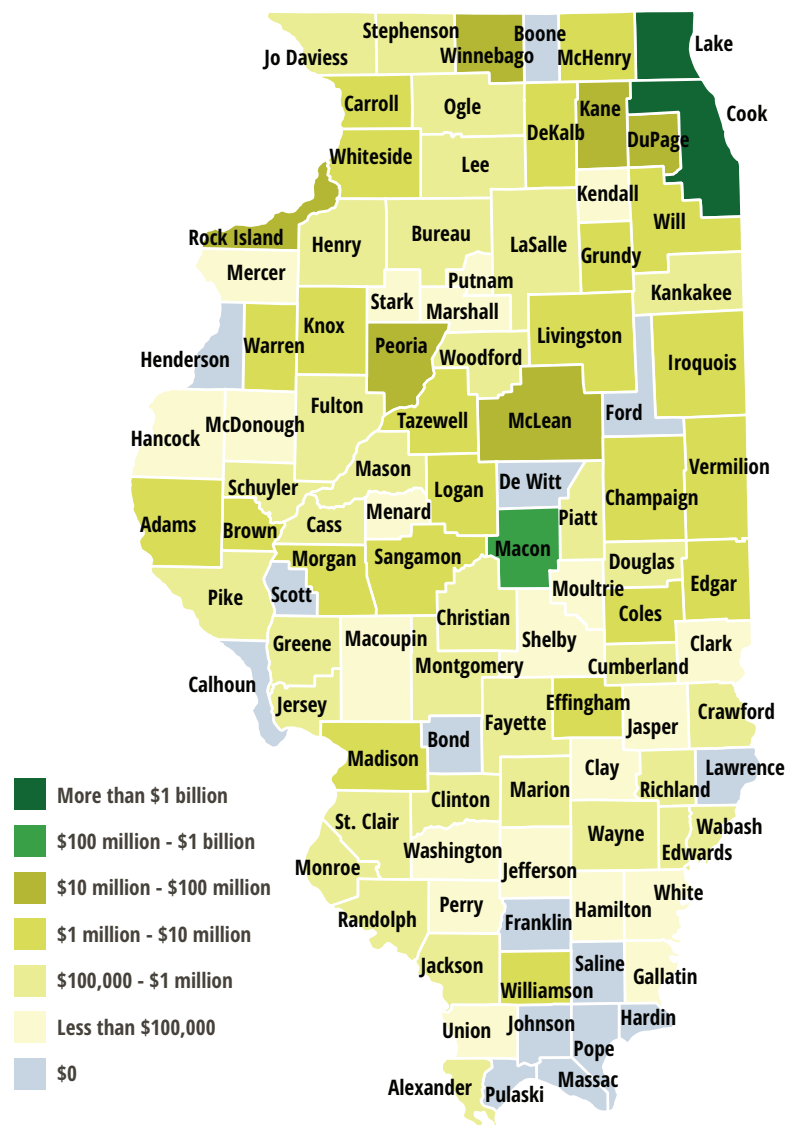 Jo Daviess
Stephenson
Winnebago
Boone
McHenry
Lake
Carroll
Ogle
DeKalb
Kane
Cook
DuPage
Whiteside
Lee
Kendall
Will
Rock Island
Henry
Bureau
LaSalle
Grundy
Mercer
Putnam
Kankakee
Stark
Marshall
Henderson
Warren
Knox
Peoria
Woodford
Livingston
Iroquois
Hancock
McDonough
Fulton
Tazewell
McLean
Ford
Mason
Vermilion
Schuyler
Logan
De Witt
Champaign
Adams
Brown
Cass
Menard
Piatt
Morgan
Sangamon
Macon
Douglas
Pike
Scott
Moultrie
Edgar
Christian
Coles
Greene
Macoupin
Shelby
Clark
Montgomery
Cumberland
Calhoun
Jersey
Effingham
Fayette
Jasper
Crawford
Madison
Bond
Clay
Lawrence
Marion
Richland
Clinton
St. Clair
Wayne
Wabash
Washington
Edwards
Monroe
Jefferson
White
Randolph
Perry
Franklin
Hamilton
Jackson
Saline
Gallatin
Williamson
Union
Johnson
Hardin
Pope
Alexander
Pulaski
Massac
More than $1 billion
$100 million - $1 billion
$10 million - $100 million
$1 million - $10 million
$100,000 - $1 million
Less than $100,000
$0